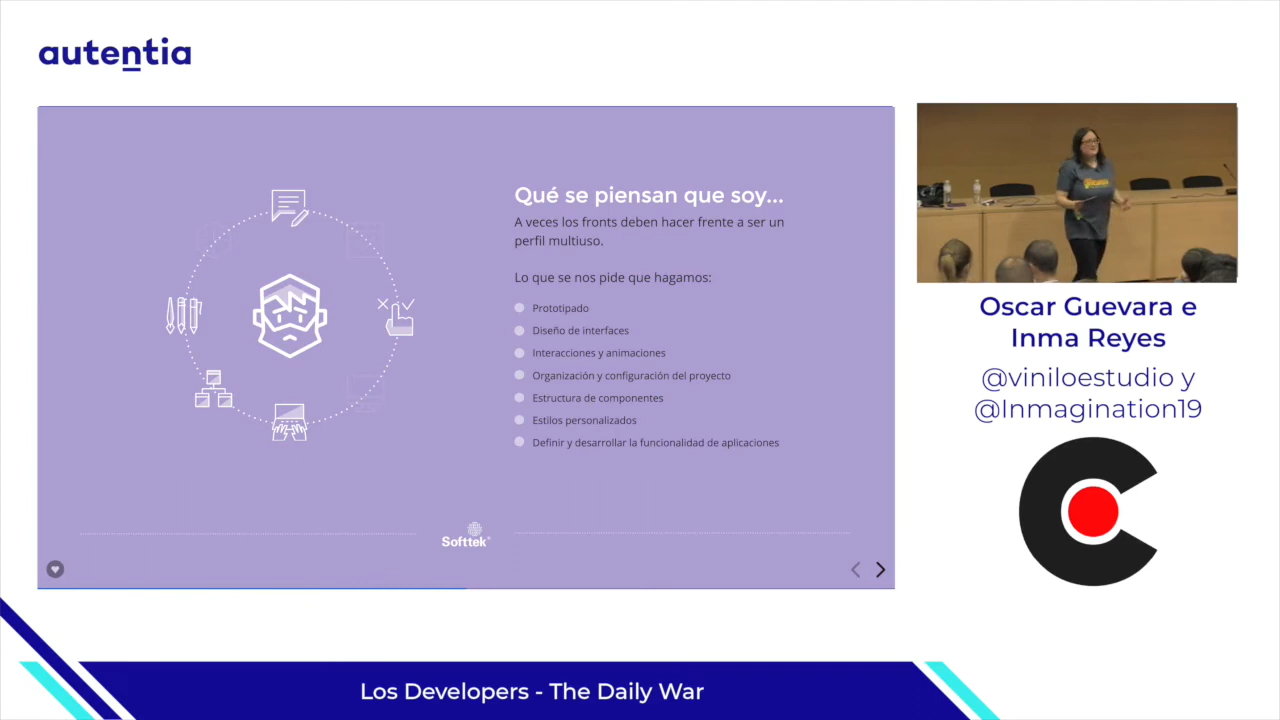 autentia
Qué se piensan que soy...
A veces los fronts deben hacer frente a ser un
perfil multiuso.
Lo que se nos pide que hagamos:
Prototipado
Diseño de interfaces
Interacciones y animaciones
Organización y configuración del proyecto
Estructura de componentes
Estilos personalizados
Definir y desarrollar la funcionalidad de aplicaciones
Softtek®
Oscar Guevara e
Inma Reyes
@viniloestudio y
@Inmagination19
Los Developers - The Daily War